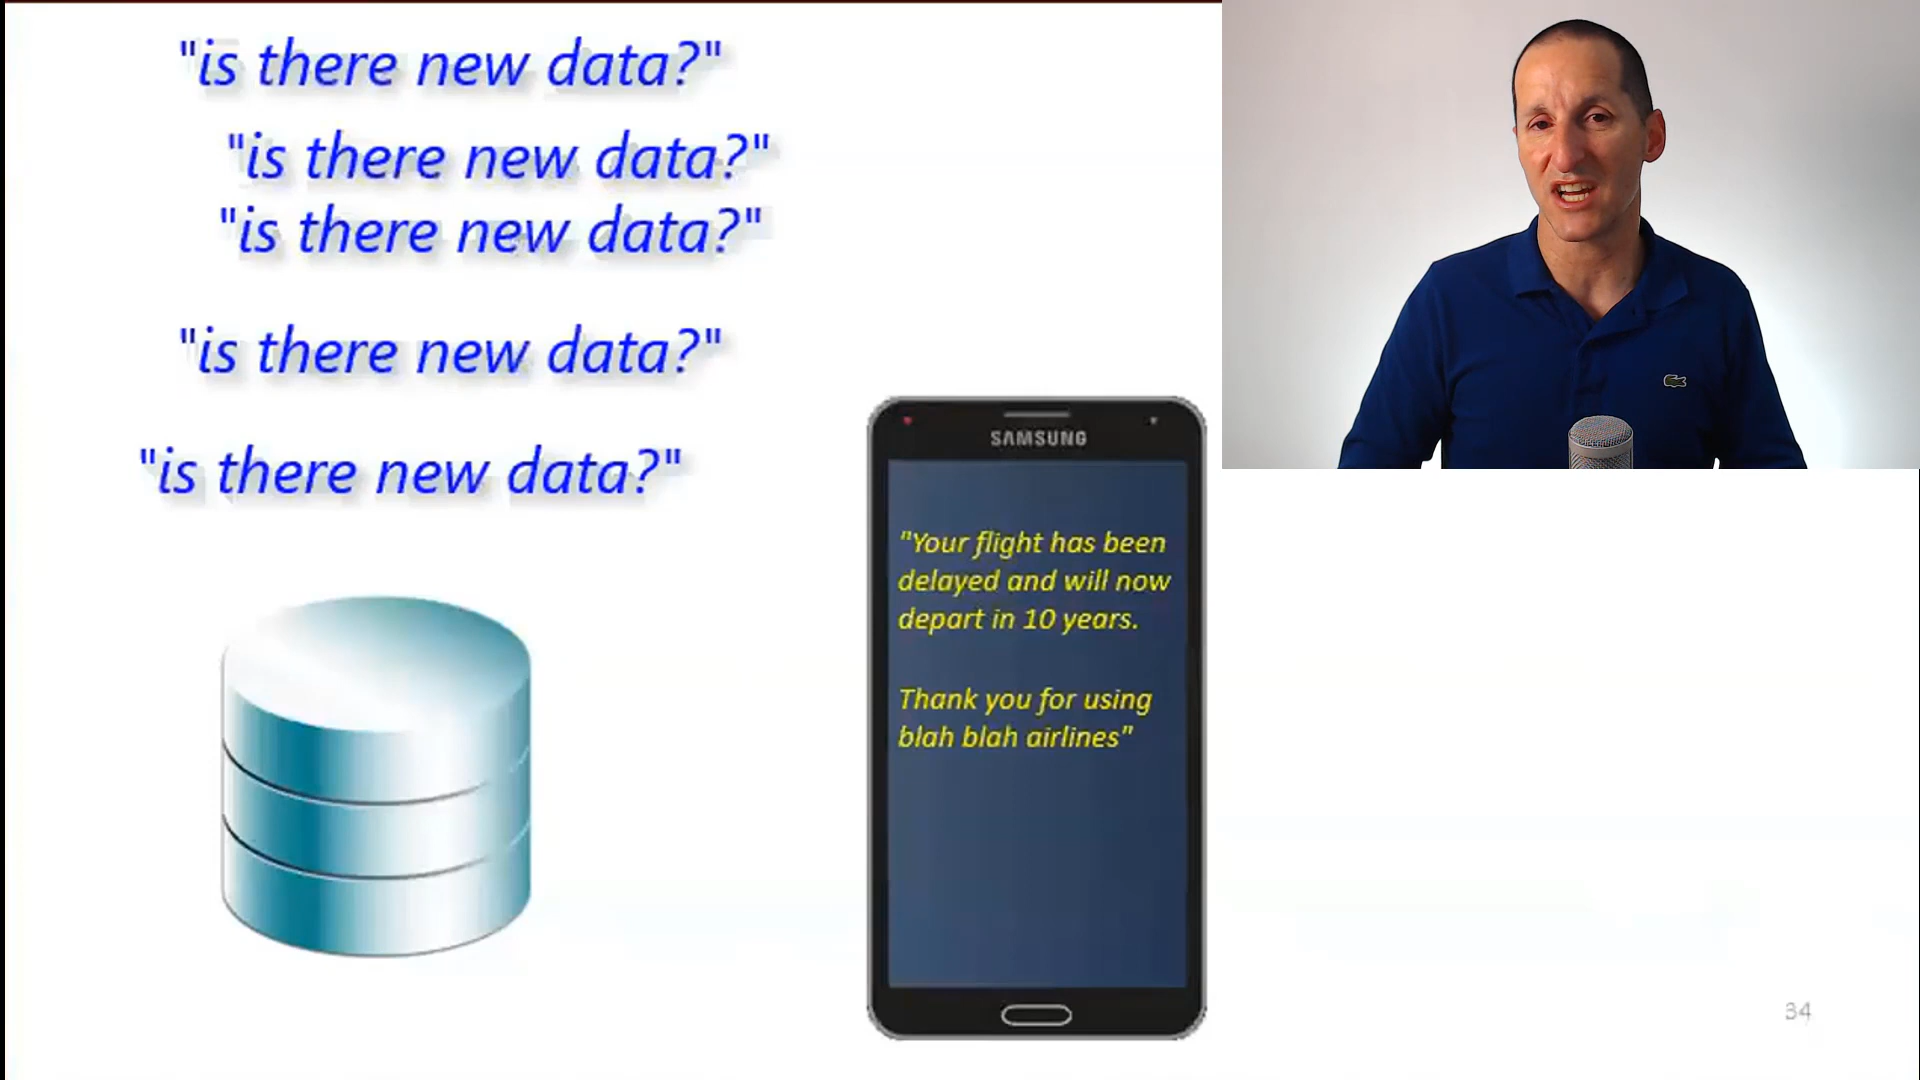 "is there new data?"
"is there new data?"
"is there new data?"
"is there new data?"
"is there new data?"
SAMSUNG
"Your flight has been
delayed and will now
depart in 10 years.
Thank you for using
blah blah airlines"
34